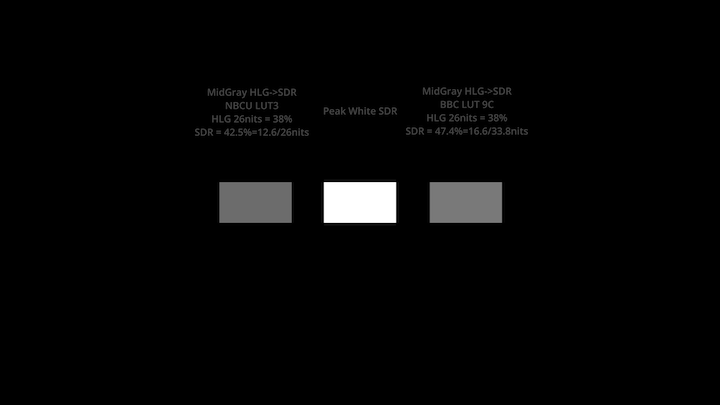 MidGray HLG->SDR
NBCU LUT3
HLG 26nits = 38%
SDR = 42.5%=12.6/26nits
Peak White SDR
MidGray HLG->SDR
BBC LUT 9C
HLG 26nits = 38%
SDR = 47.4%=16.6/33.8nits